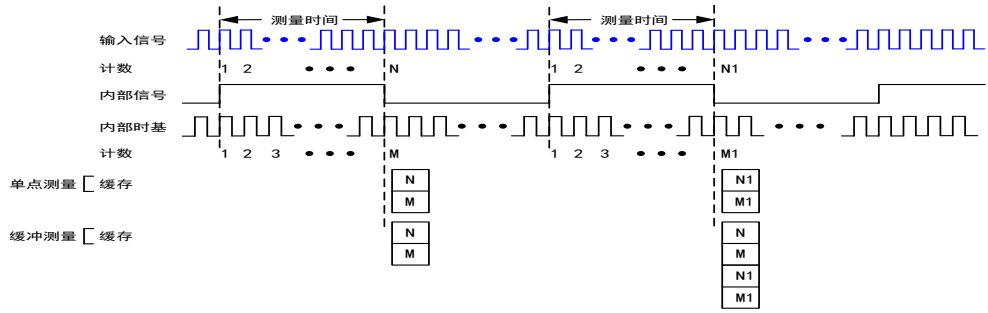 测量时间 测量时间
输入信号
计数 1 2 N 1 2 N1
内部信号
内部时基
计数 1 2 3 M 1 2 3 M1
单点测量 缓存 N N1
M M1
缓冲测量 缓存 N N
M M
N1
M1